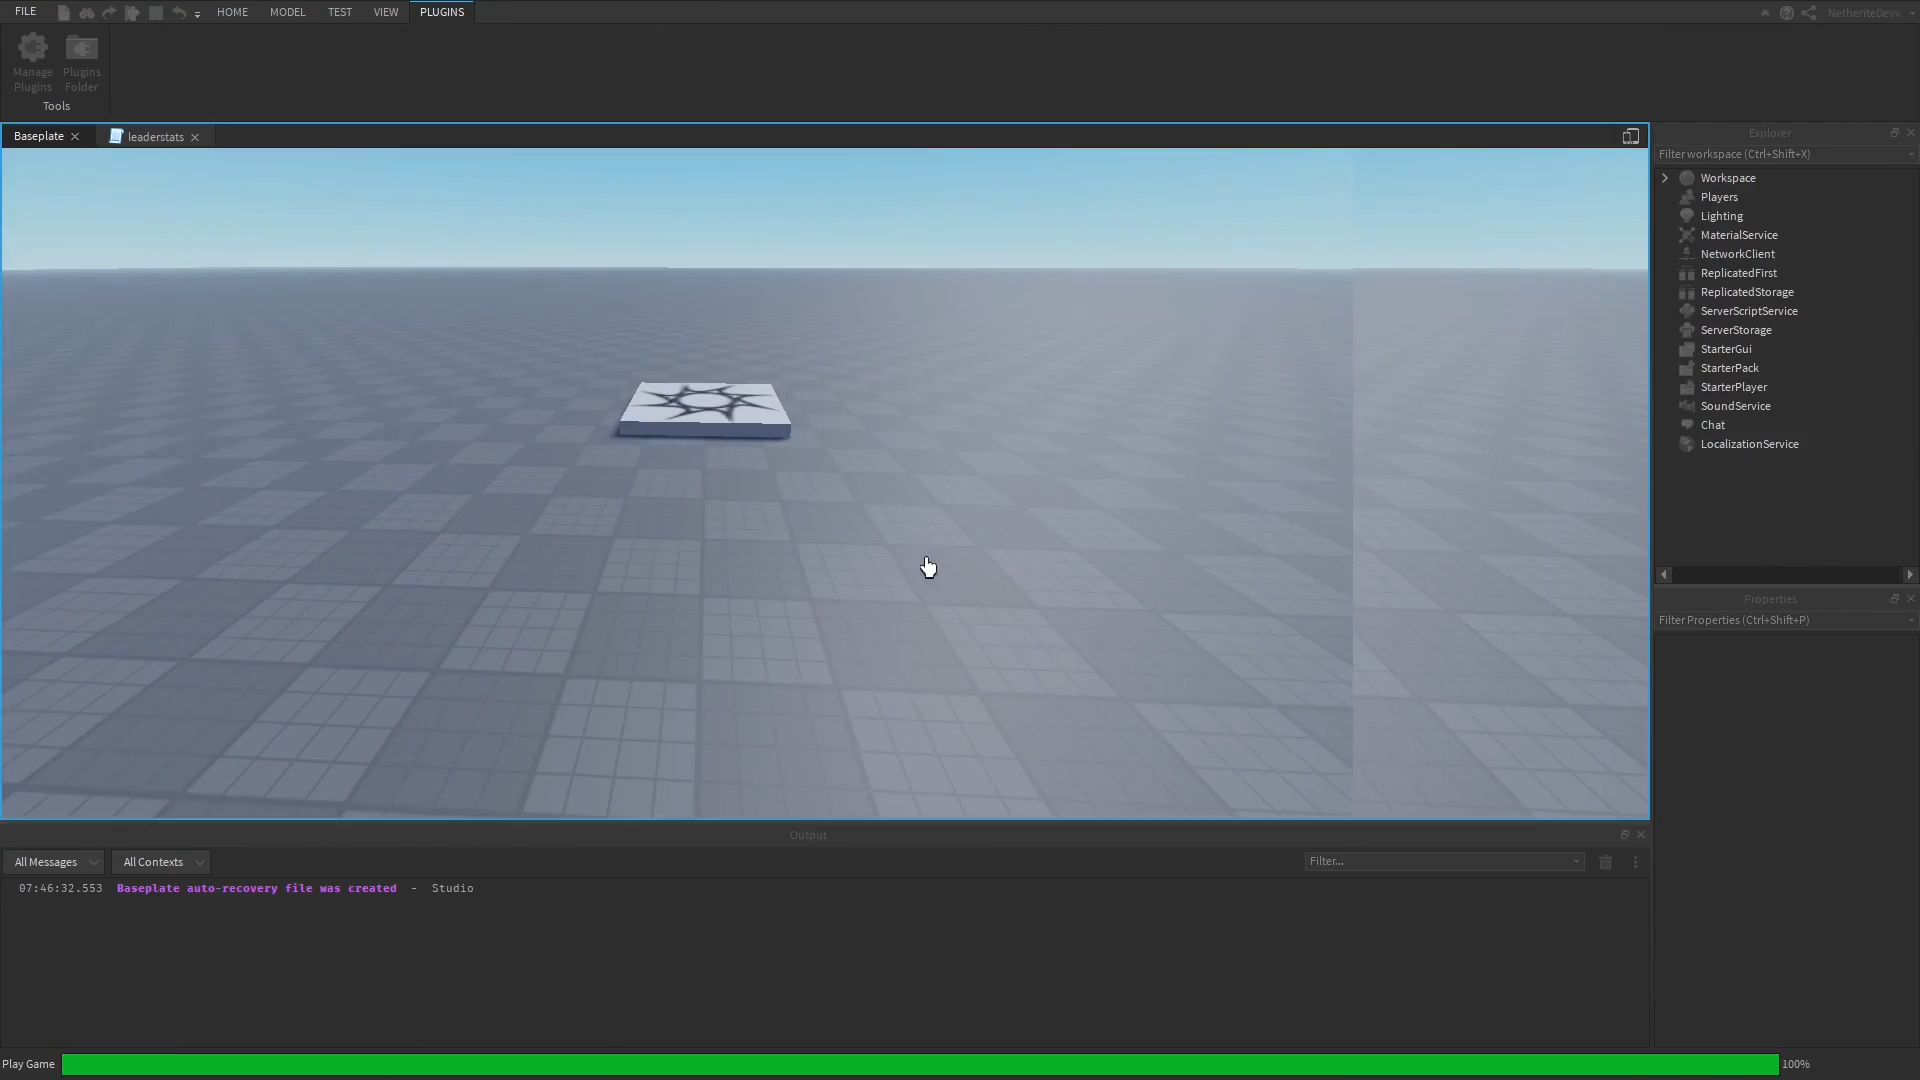 FILE
HOME
MODEL
TEST
VIEW
PLUGINS
NetheriteDevv
Manage Plugins
Plugins Folder
Tools
Baseplate
leaderstats
Explorer
Filter workspace (Ctrl+Shift+X)
Workspace
Players
Lighting
MaterialService
NetworkClient
ReplicatedFirst
ReplicatedStorage
ServerScriptService
ServerStorage
StarterGui
StarterPack
StarterPlayer
SoundService
Chat
LocalizationService
Properties
Filter Properties (Ctrl+Shift+P)
Output
All Messages
All Contexts
Filter...
07:46:32.553 Baseplate auto-recovery file was created - Studio
Play Game
100%